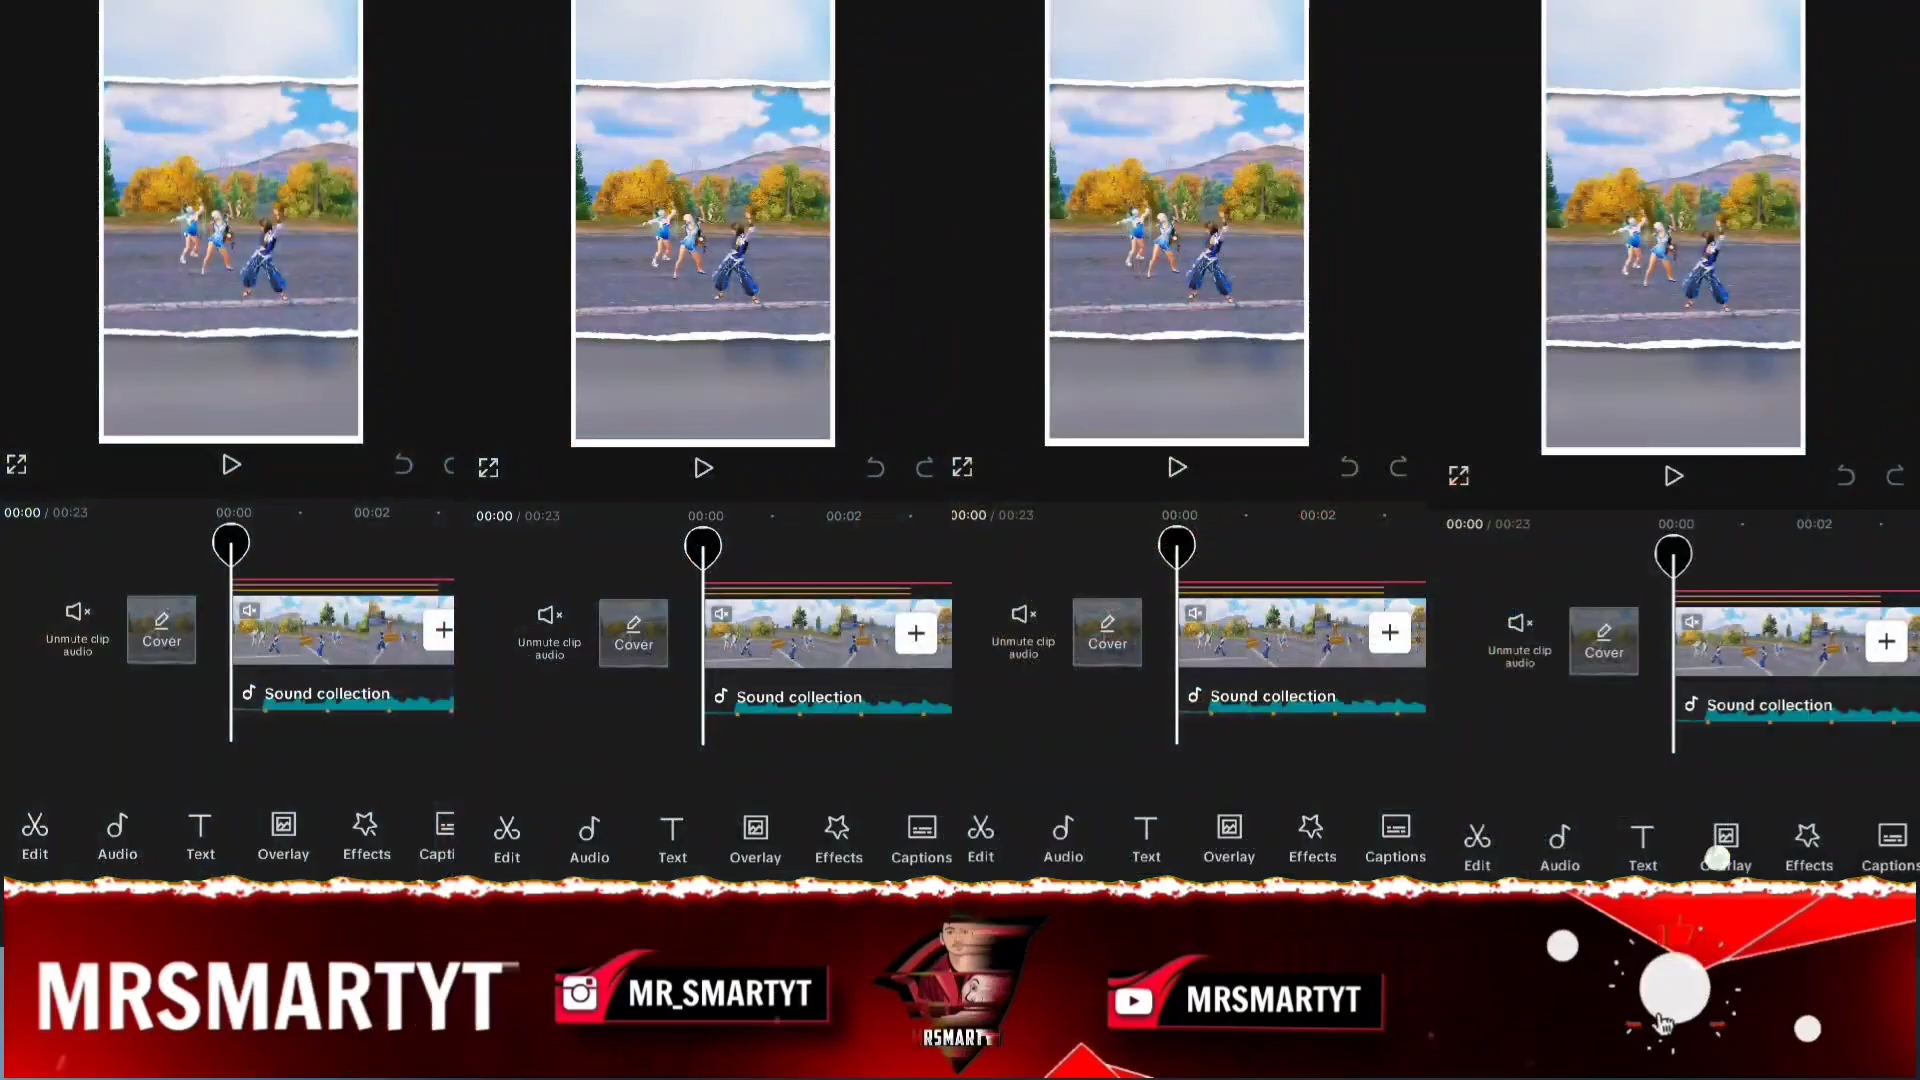 00:00 / 00:23 00:00 00:02
Unmute clip
audio
Cover
Sound collection
Edit Audio Text Overlay Effects Capti
00:00 / 00:23 00:00 00:02
Unmute clip
audio
Cover
Sound collection
Edit Audio Text Overlay Effects Captions
00:00 / 00:23 00:00 00:02
Unmute clip
audio
Cover
Sound collection
Edit Audio Text Overlay Effects Captions
00:00 / 00:23 00:00 00:02
Unmute clip
audio
Cover
Sound collection
Edit Audio Text Effects Captions
MRSMARTYT
MR_SMARTYT
MRSMARTYT